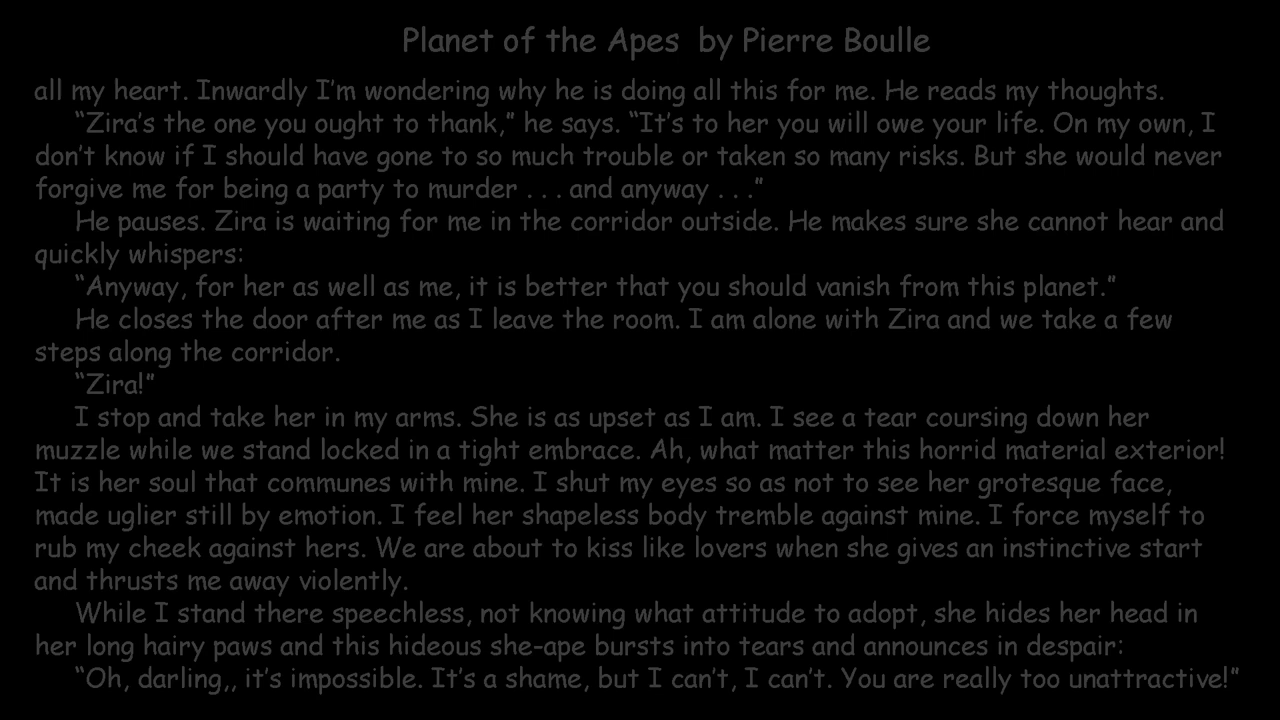 Planet of the Apes by Pierre Boulle
all my heart. Inwardly I’m wondering why he is doing all this for me. He reads my thoughts.
“Zira’s the one you ought to thank,” he says. “It’s to her you will owe your life. On my own, I
don’t know if I should have gone to so much trouble or taken so many risks. But she would never
forgive me for being a party to murder . . . and anyway . . .”
He pauses. Zira is waiting for me in the corridor outside. He makes sure she cannot hear and
quickly whispers:
“Anyway, for her as well as me, it is better that you should vanish from this planet.”
He closes the door after me as I leave the room. I am alone with Zira and we take a few
steps along the corridor.
“Zira!”
I stop and take her in my arms. She is as upset as I am. I see a tear coursing down her
muzzle while we stand locked in a tight embrace. Ah, what matter this horrid material exterior!
It is her soul that communes with mine. I shut my eyes so as not to see her grotesque face,
made uglier still by emotion. I feel her shapeless body tremble against mine. I force myself to
rub my cheek against hers. We are about to kiss like lovers when she gives an instinctive start
and thrusts me away violently.
While I stand there speechless, not knowing what attitude to adopt, she hides her head in
her long hairy paws and this hideous she-ape bursts into tears and announces in despair:
“Oh, darling,, it’s impossible. It’s a shame, but I can’t, I can’t. You are really too unattractive!”